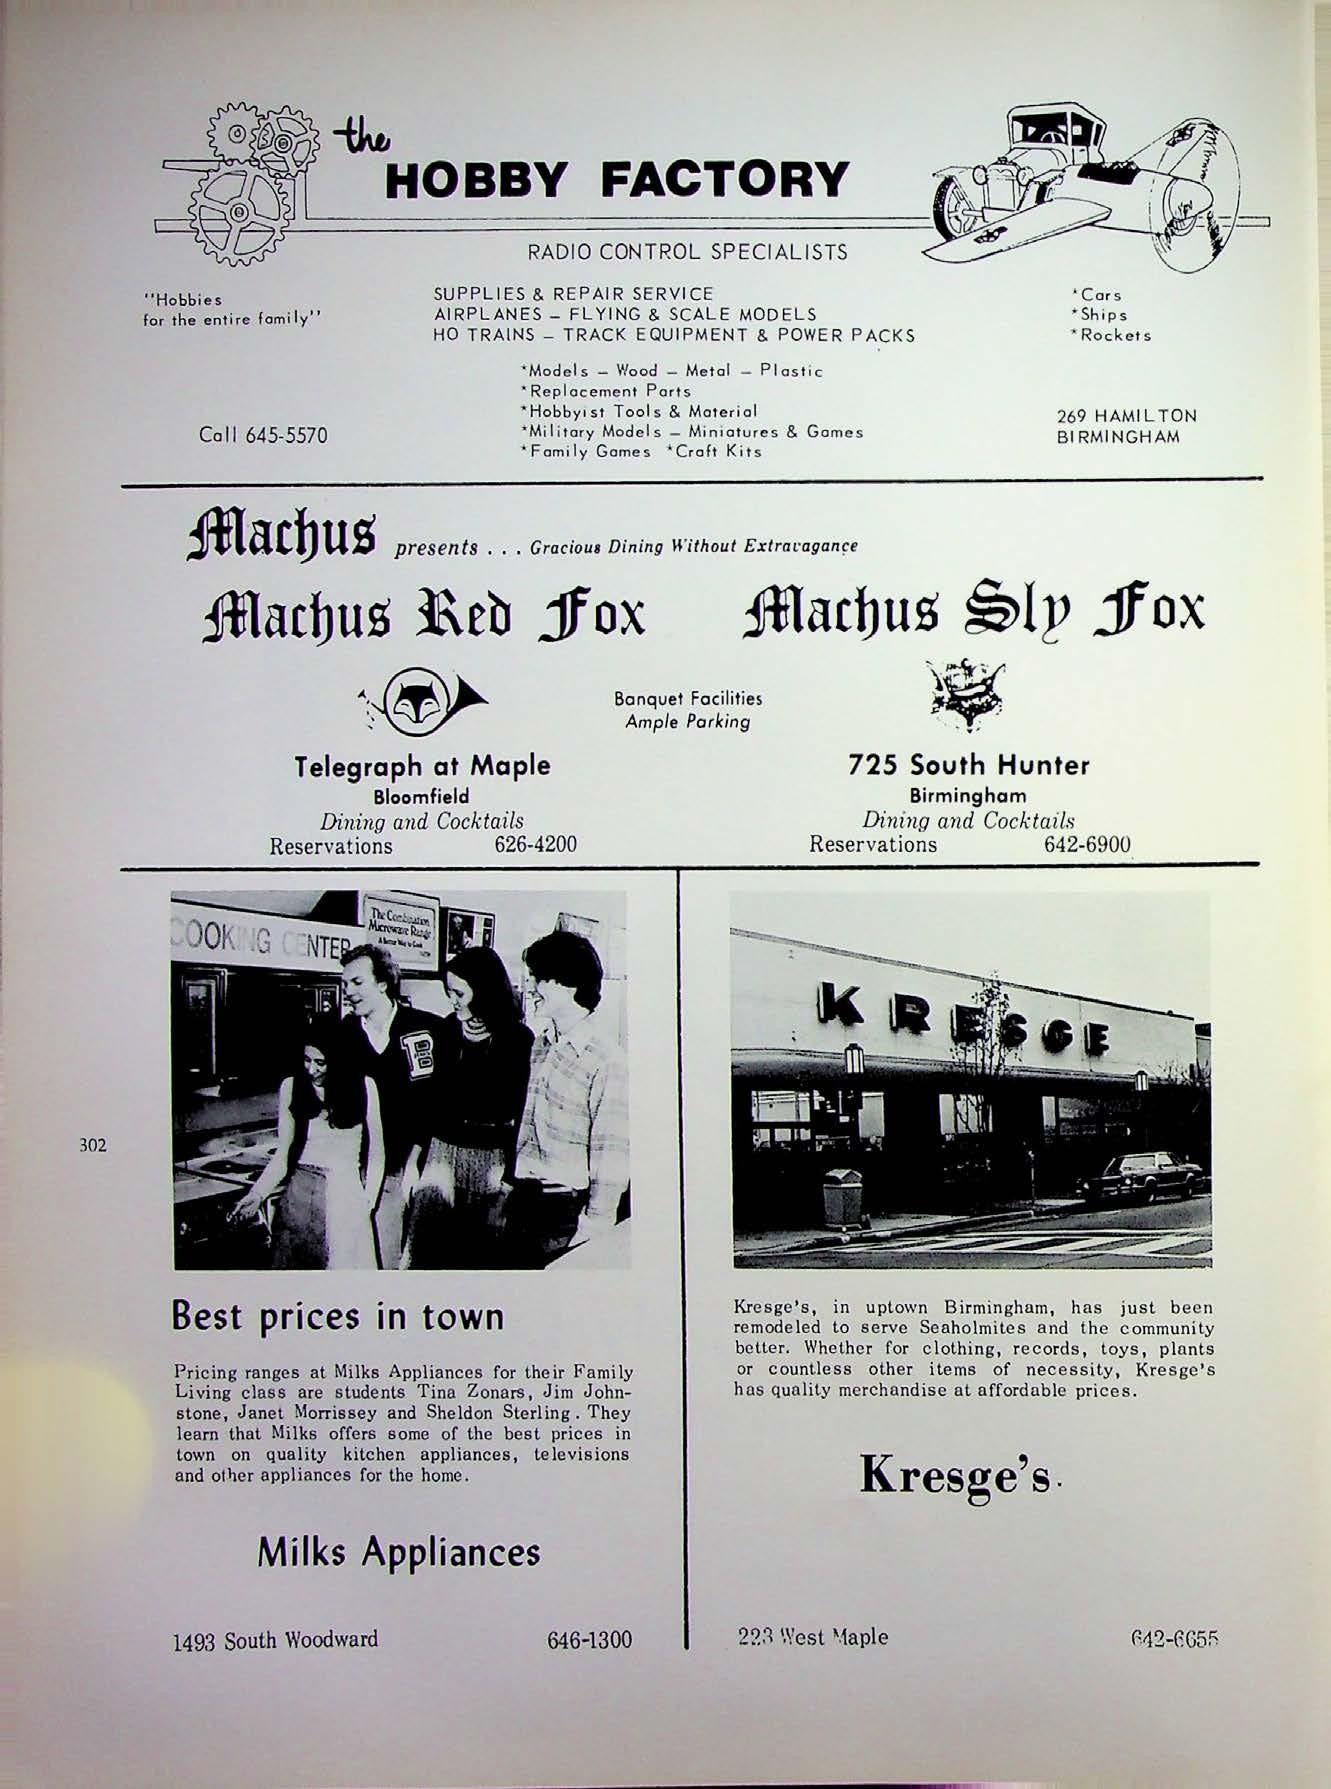 the
HOBBY FACTORY
RADIO CONTROL SPECIALISTS
"Hobbies
for the entire family"
SUPPLIES & REPAIR SERVICE
AIRPLANES – FLYING & SCALE MODELS
HO TRAINS – TRACK EQUIPMENT & POWER PACKS
*Cars
*Ships
*Rockets
*Models – Wood – Metal – Plastic
*Replacement Parts
*Hobbyist Tools & Material
*Military Models – Miniatures & Games
*Family Games *Craft Kits
Call 645-5570
269 HAMILTON
BIRMINGHAM
Machus presents . . . Gracious Dining Without Extravagance
Machus Red Fox
Machus Sly Fox
Banquet Facilities
Ample Parking
Telegraph at Maple
Bloomfield
Dining and Cocktails
Reservations 626-4200
725 South Hunter
Birmingham
Dining and Cocktails
Reservations 642-6900
COOKING CENTER
The Combination
Microwave Range
A Better Way to Cook
B
Best prices in town
Pricing ranges at Milks Appliances for their Family
Living class are students Tina Zonars, Jim John-
stone, Janet Morrissey and Sheldon Sterling. They
learn that Milks offers some of the best prices in
town on quality kitchen appliances, televisions
and other appliances for the home.
Milks Appliances
1493 South Woodward 646-1300
KRESGE
Kresge's, in uptown Birmingham, has just been
remodeled to serve Seaholmites and the community
better. Whether for clothing, records, toys, plants
or countless other items of necessity, Kresge's
has quality merchandise at affordable prices.
Kresge's.
223 West Maple 642-6655
302